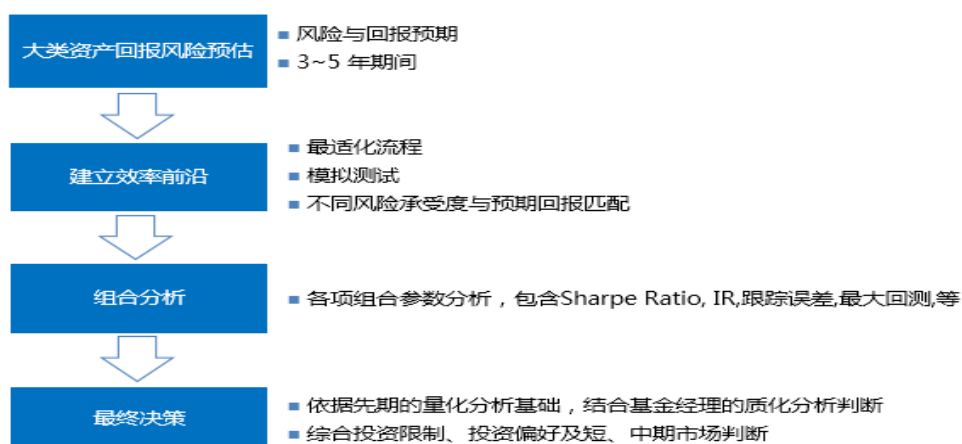 大类资产回报风险预估
风险与回报预期
3~5 年期间
建立效率前沿
最适化流程
模拟测试
不同风险承受度与预期回报匹配
组合分析
各项组合参数分析，包含Sharpe Ratio, IR,跟踪误差,最大回测,等
最终决策
依据先期的量化分析基础，结合基金经理的质化分析判断
综合投资限制、投资偏好及短、中期市场判断